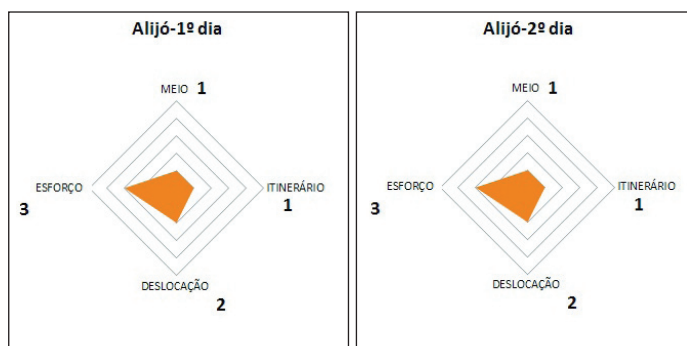 Alijó-1º dia
MEIO 1
ESFORÇO
3
ITINERÁRIO
1
DESLOCAÇÃO
2
Alijó-2º dia
MEIO 1
ESFORÇO
3
ITINERÁRIO
1
DESLOCAÇÃO
2